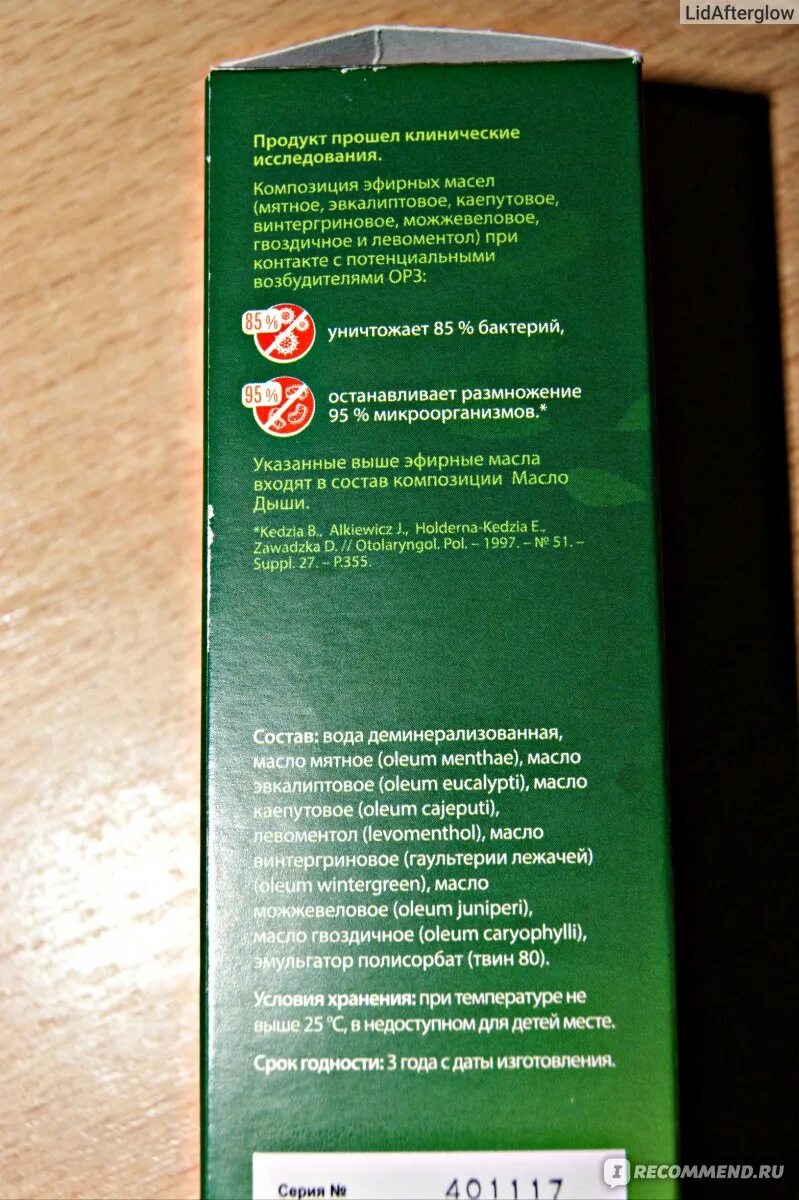 LidAfterglow
Продукт прошел клинические
исследования.
Композиция эфирных масел
(мятное, эвкалиптовое, каепутовое,
винтергриновое, можжевеловое,
гвоздичное и левоментол) при
контакте с потенциальными
возбудителями ОРЗ:
85 %
уничтожает 85 % бактерий,
95 %
останавливает размножение
95 % микроорганизмов.*
Указанные выше эфирные масла
входят в состав композиции Масло
Дыши.
*Kedzia B., Alkiewicz J., Holderna-Kedzia E.,
Zawadzka D. // Otolaryngol. Pol. – 1997. – № 51. –
Suppl. 27. – P.355.
Состав: вода деминерализованная,
масло мятное (oleum menthae), масло
эвкалиптовое (oleum eucalypti), масло
каепутовое (oleum cajeputi),
левоментол (levomenthol), масло
винтергриновое (гаультерии лежачей)
(oleum wintergreen), масло
можжевеловое (oleum juniperi),
масло гвоздичное (oleum caryophylli),
эмульгатор полисорбат (твин 80).
Условия хранения: при температуре не
выше 25 °С, в недоступном для детей месте.
Срок годности: 3 года с даты изготовления.
Серия № 401117
IRECOMMEND.RU